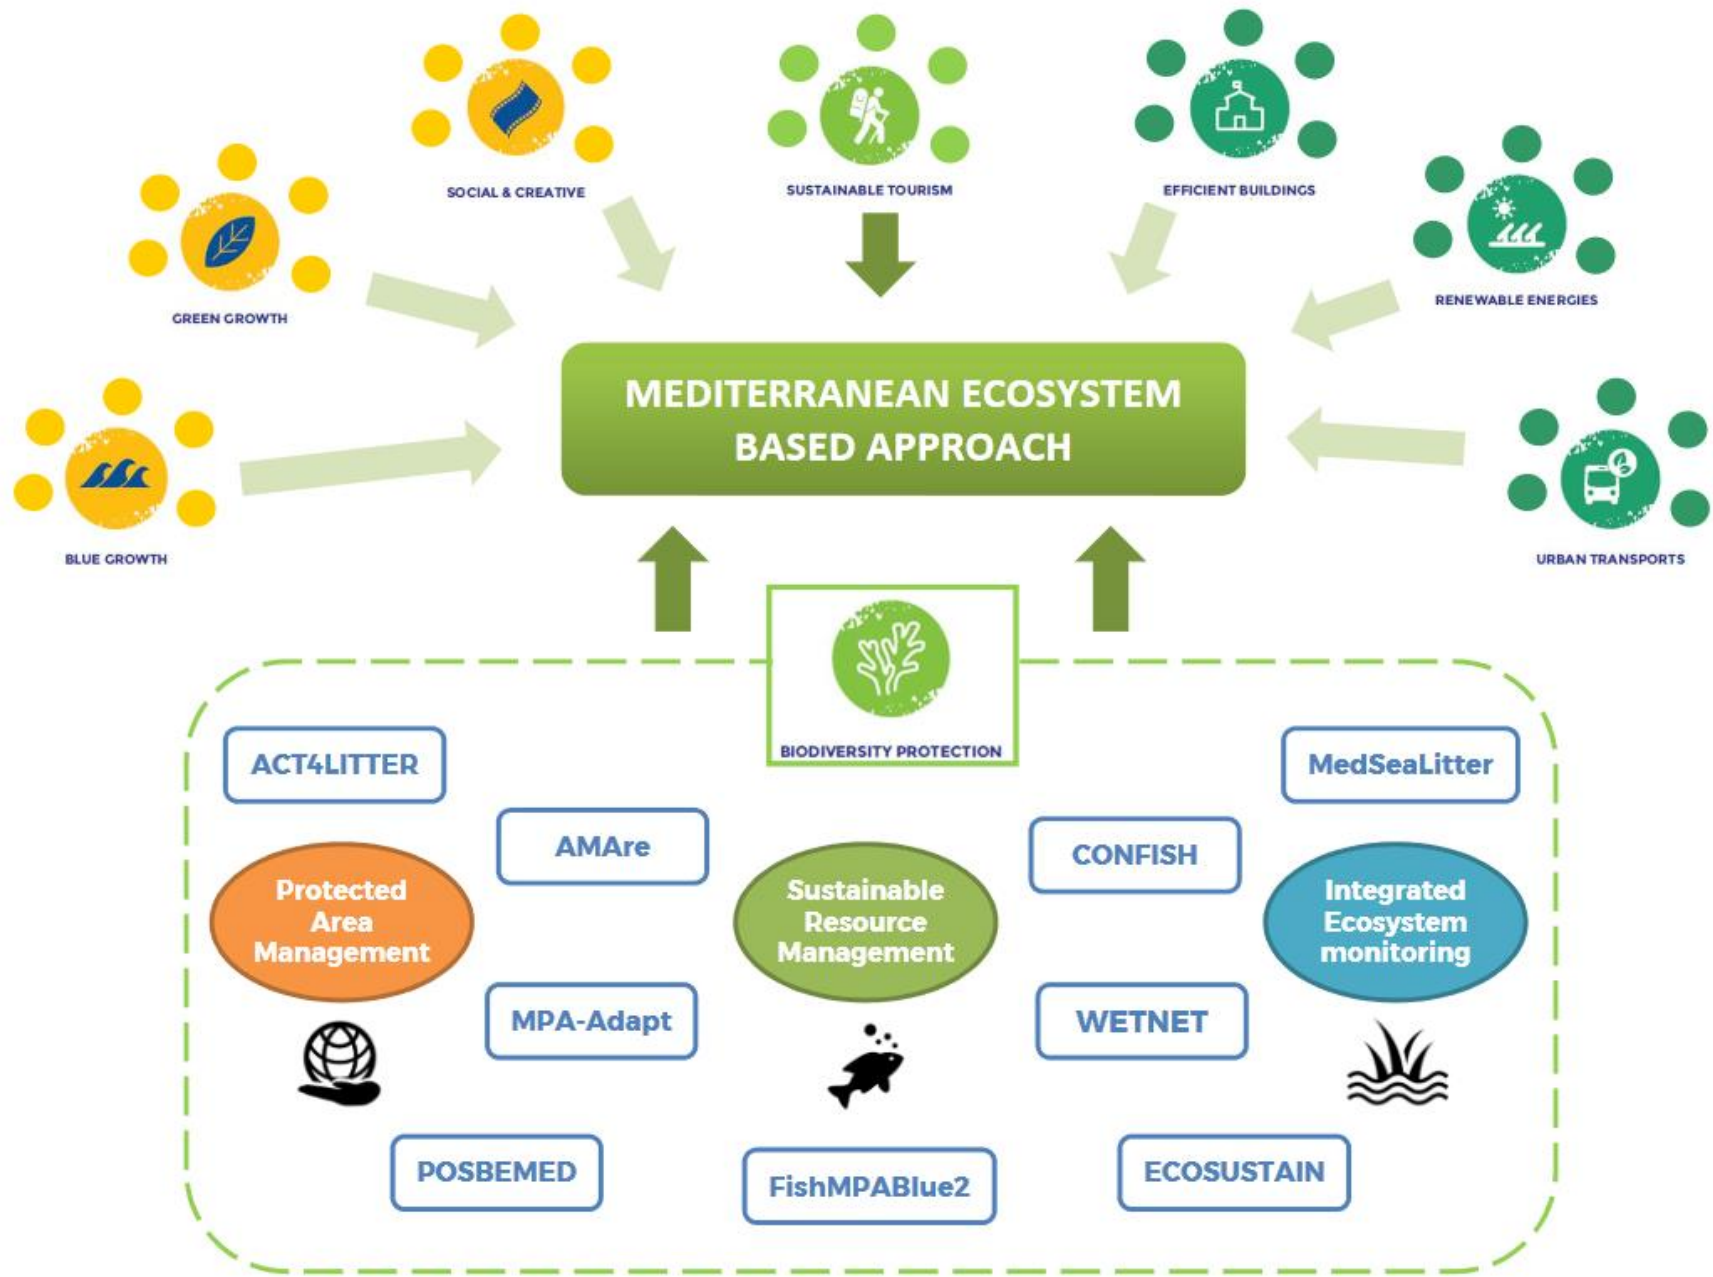 SOCIAL & CREATIVE
SUSTAINABLE TOURISM
EFFICIENT BUILDINGS
GREEN GROWTH
RENEWABLE ENERGIES
MEDITERRANEAN ECOSYSTEM
BASED APPROACH
BLUE GROWTH
URBAN TRANSPORTS
BIODIVERSITY PROTECTION
ACT4LITTER
MedSeaLitter
AMAre
CONFISH
Protected
Area
Management
Sustainable
Resource
Management
Integrated
Ecosystem
monitoring
MPA-Adapt
WETNET
POSBEMED
FishMPABlue2
ECOSUSTAIN